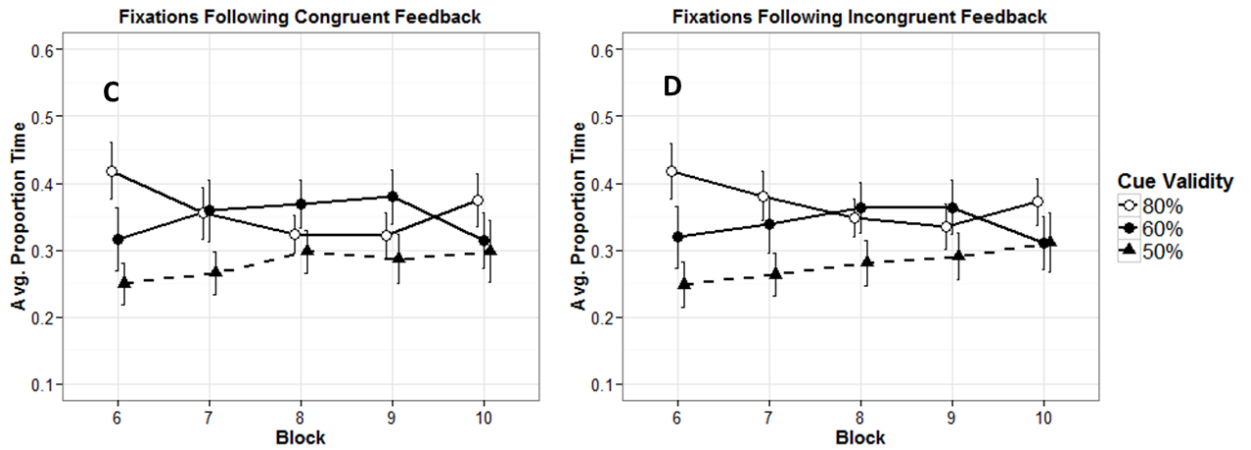 Fixations Following Congruent Feedback
C
Avg. Proportion Time
0.6
0.5
0.4
0.3
0.2
0.1
6 7 8 9 10
Block
Fixations Following Incongruent Feedback
D
Avg. Proportion Time
0.6
0.5
0.4
0.3
0.2
0.1
6 7 8 9 10
Block
Cue Validity
80%
60%
50%